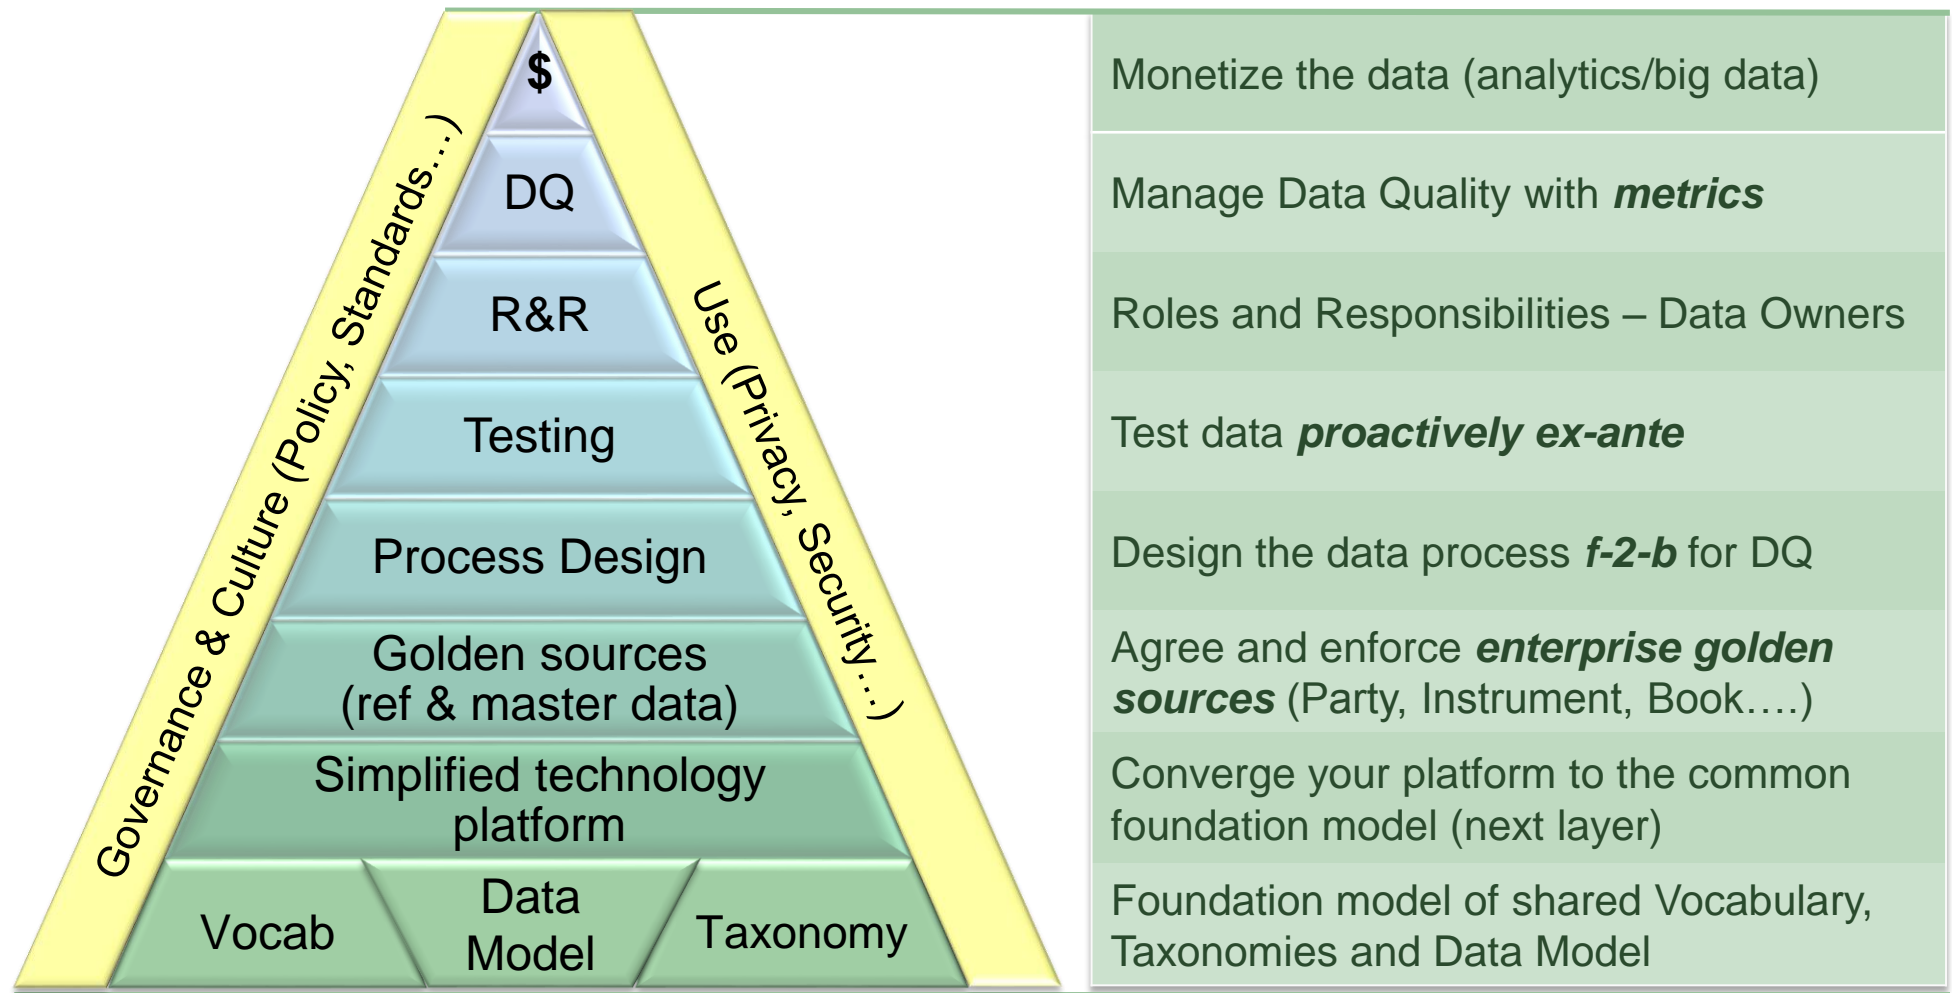 $
DQ
R&R
Testing
Process Design
Golden sources
(ref & master data)
Simplified technology
platform
Vocab
Data
Model
Taxonomy
Governance & Culture (Policy, Standards….)
Use (Privacy, Security….)
Monetize the data (analytics/big data)
Manage Data Quality with metrics
Roles and Responsibilities – Data Owners
Test data proactively ex-ante
Design the data process f-2-b for DQ
Agree and enforce enterprise golden
sources (Party, Instrument, Book….)
Converge your platform to the common
foundation model (next layer)
Foundation model of shared Vocabulary,
Taxonomies and Data Model